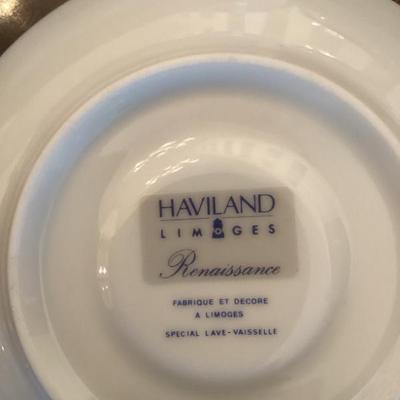 HAVILAND
LIMOGES
Renaissance
FABRIQUE ET DECORE
A LIMOGES
SPECIAL LAVE-VAISSELLE